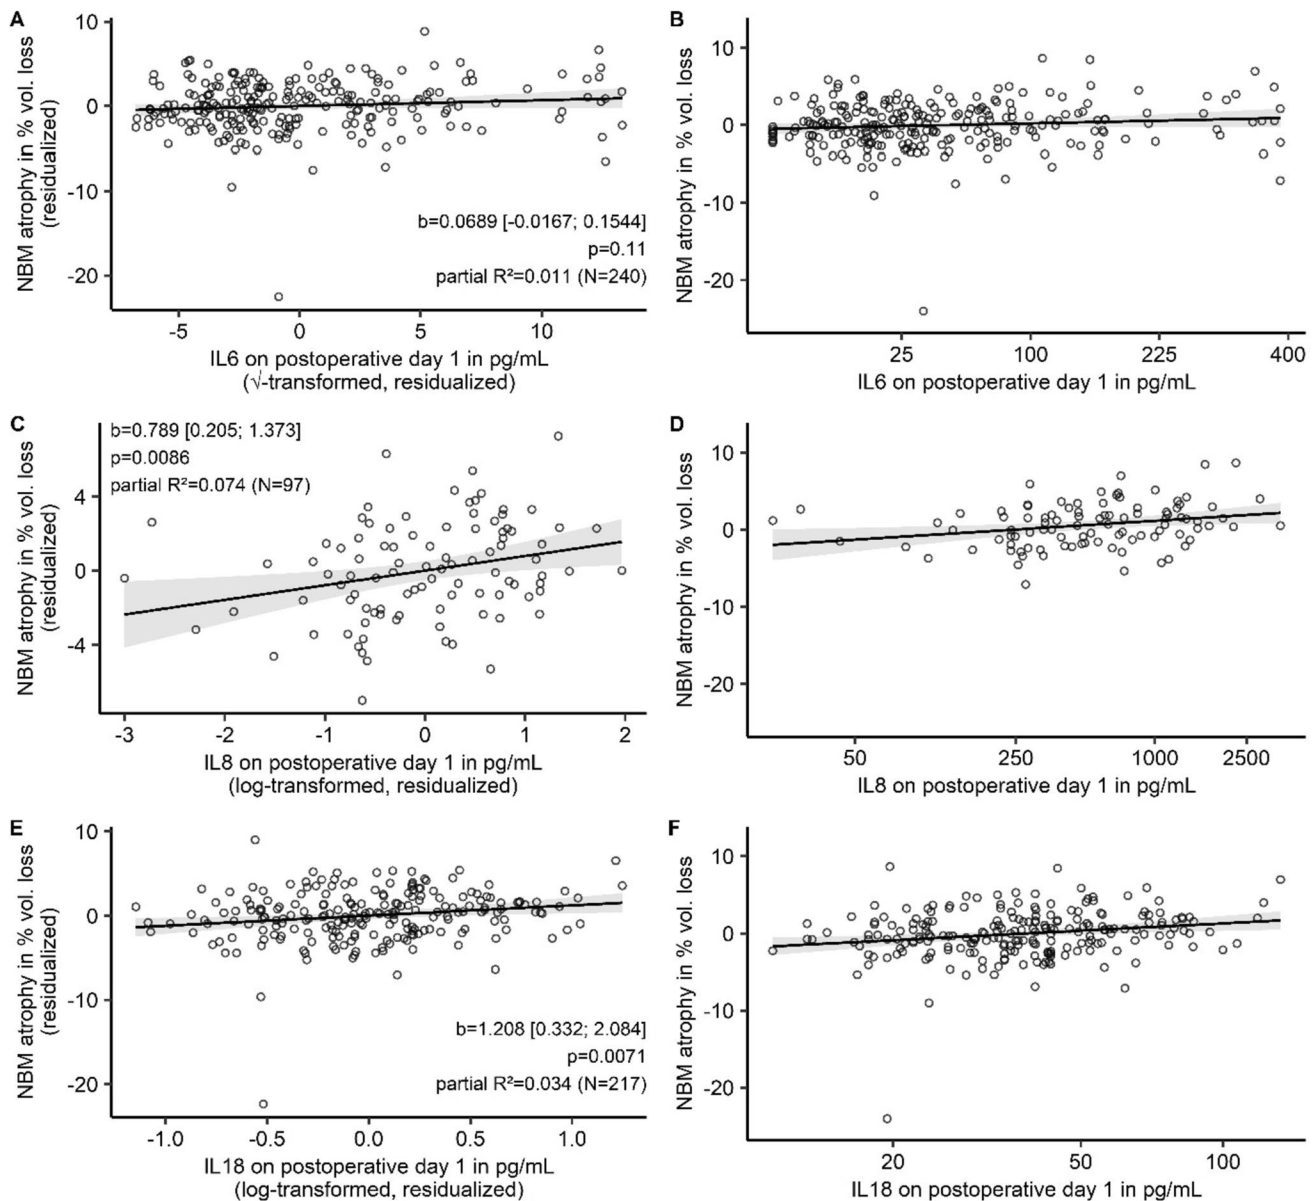 A
NBM atrophy in % vol. loss
(residualized)
10
0
-10
-20
b=0.0689 [-0.0167; 0.1544]
p=0.11
partial R²=0.011 (N=240)
-5
0
5
10
IL6 on postoperative day 1 in pg/mL
(√-transformed, residualized)
B
NBM atrophy in % vol. loss
10
0
-10
-20
25
100
225
400
IL6 on postoperative day 1 in pg/mL
C
NBM atrophy in % vol. loss
(residualized)
b=0.789 [0.205; 1.373]
p=0.0086
partial R²=0.074 (N=97)
4
0
-4
-3
-2
-1
0
1
2
IL8 on postoperative day 1 in pg/mL
(log-transformed, residualized)
D
NBM atrophy in % vol. loss
10
0
-10
-20
50
250
1000
2500
IL8 on postoperative day 1 in pg/mL
E
NBM atrophy in % vol. loss
(residualized)
10
0
-10
-20
b=1.208 [0.332; 2.084]
p=0.0071
partial R²=0.034 (N=217)
-1.0
-0.5
0.0
0.5
1.0
IL18 on postoperative day 1 in pg/mL
(log-transformed, residualized)
F
NBM atrophy in % vol. loss
10
0
-10
-20
20
50
100
IL18 on postoperative day 1 in pg/mL